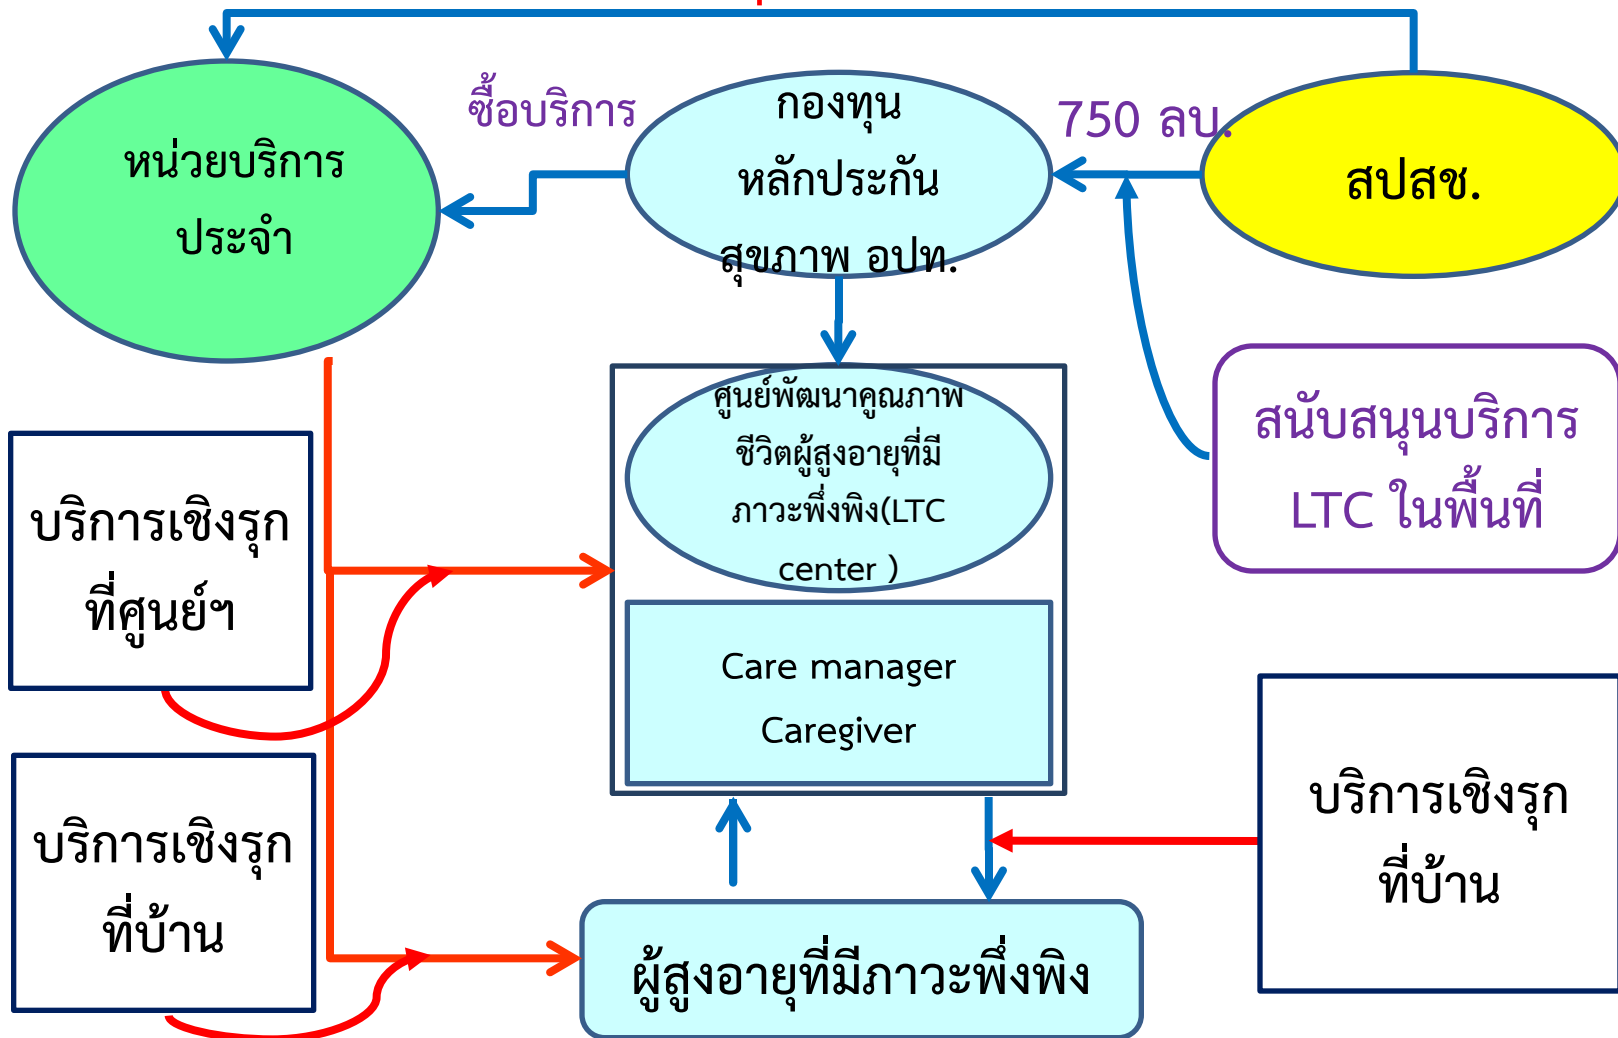 ซื้อบริการ
กองทุน
หลักประกัน
สุขภาพ อปท.
750 ลบ.
สปสช.
หน่วยบริการ
ประจำ
ศูนย์พัฒนาคูณภาพ
ชีวิตผู้สูงอายุที่มี
ภาวะพึ่งพิง(LTC
center )
สนับสนุนบริการ
LTC ในพื้นที่
บริการเชิงรุก
ที่ศูนย์ฯ
Care manager
Caregiver
บริการเชิงรุก
ที่บ้าน
บริการเชิงรุก
ที่บ้าน
ผู้สูงอายุที่มีภาวะพึ่งพิง